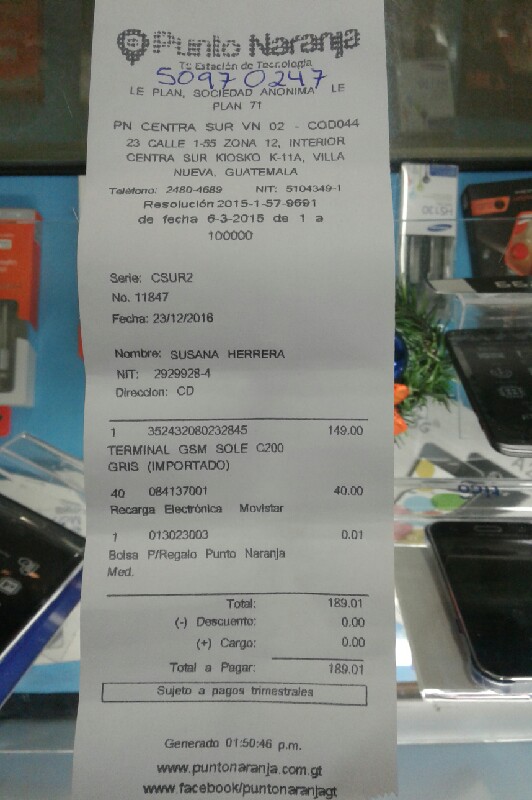 Punto Naranja
Tu Estación de Tecnología
50970247
LE PLAN, SOCIEDAD ANONIMA LE
PLAN 71
PN CENTRA SUR VN 02 - COD044
23 CALLE 1-55 ZONA 12, INTERIOR
CENTRA SUR KIOSKO K-11A, VILLA
NUEVA, GUATEMALA
Teléfono: 2480-4689 NIT: 5104349-1
Resolución 2015-1-57-9691
de fecha 6-3-2015 de 1 a
100000
Serie: CSUR2
No. 11847
Fecha: 23/12/2016
Nombre: SUSANA HERRERA
NIT: 2929928-4
Direccion: CD
1 352432080232845 149.00
TERMINAL GSM SOLE C200
GRIS (IMPORTADO)
40 084137001 40.00
Recarga Electrónica Movistar
1 013023003 0.01
Bolsa P/Regalo Punto Naranja
Med.
Total: 189.01
(-) Descuento: 0.00
(+) Cargo: 0.00
Total a Pagar: 189.01
Sujeto a pagos trimestrales
Generado 01:50:46 p.m.
www.puntonaranja.com.gt
www.facebook/puntonaranjagt